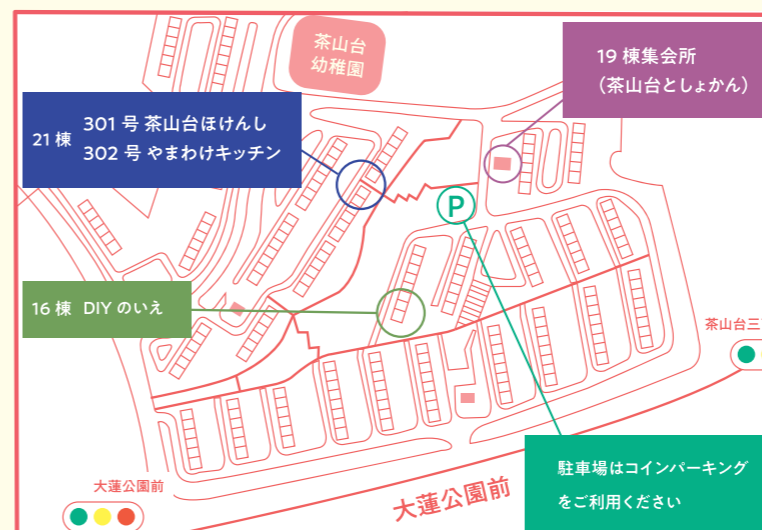 茶山台
幼稚園
19 棟集会所
（茶山台としょかん）
21 棟
301 号 茶山台ほけんし
302 号 やまわけキッチン
P
16 棟 DIY のいえ
茶山台三
駐車場はコインパーキング
をご利用ください
大蓮公園前
大蓮公園前